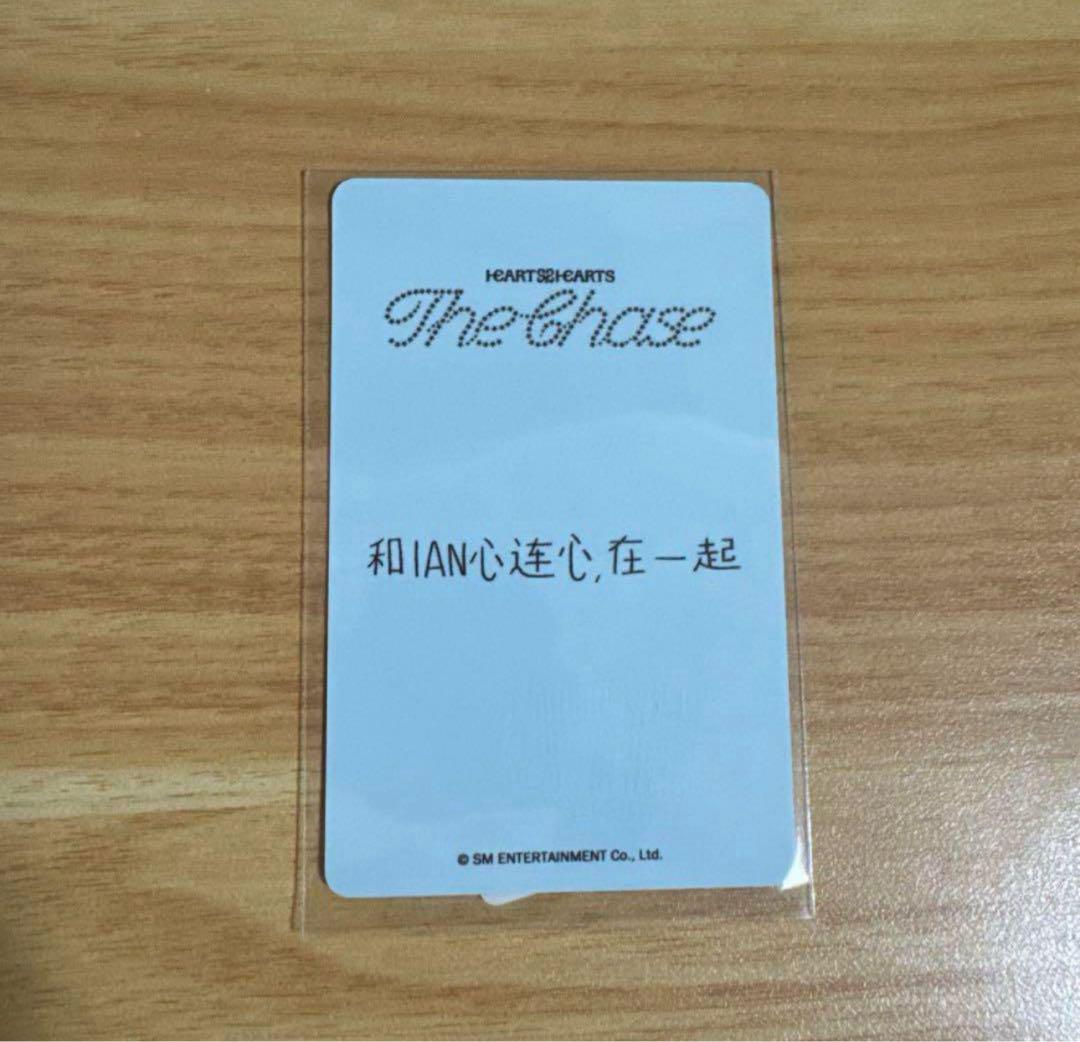 HEARTS2HEARTS
The Chase
和IAN心连心,在一起
© SM ENTERTAINMENT Co., Ltd.